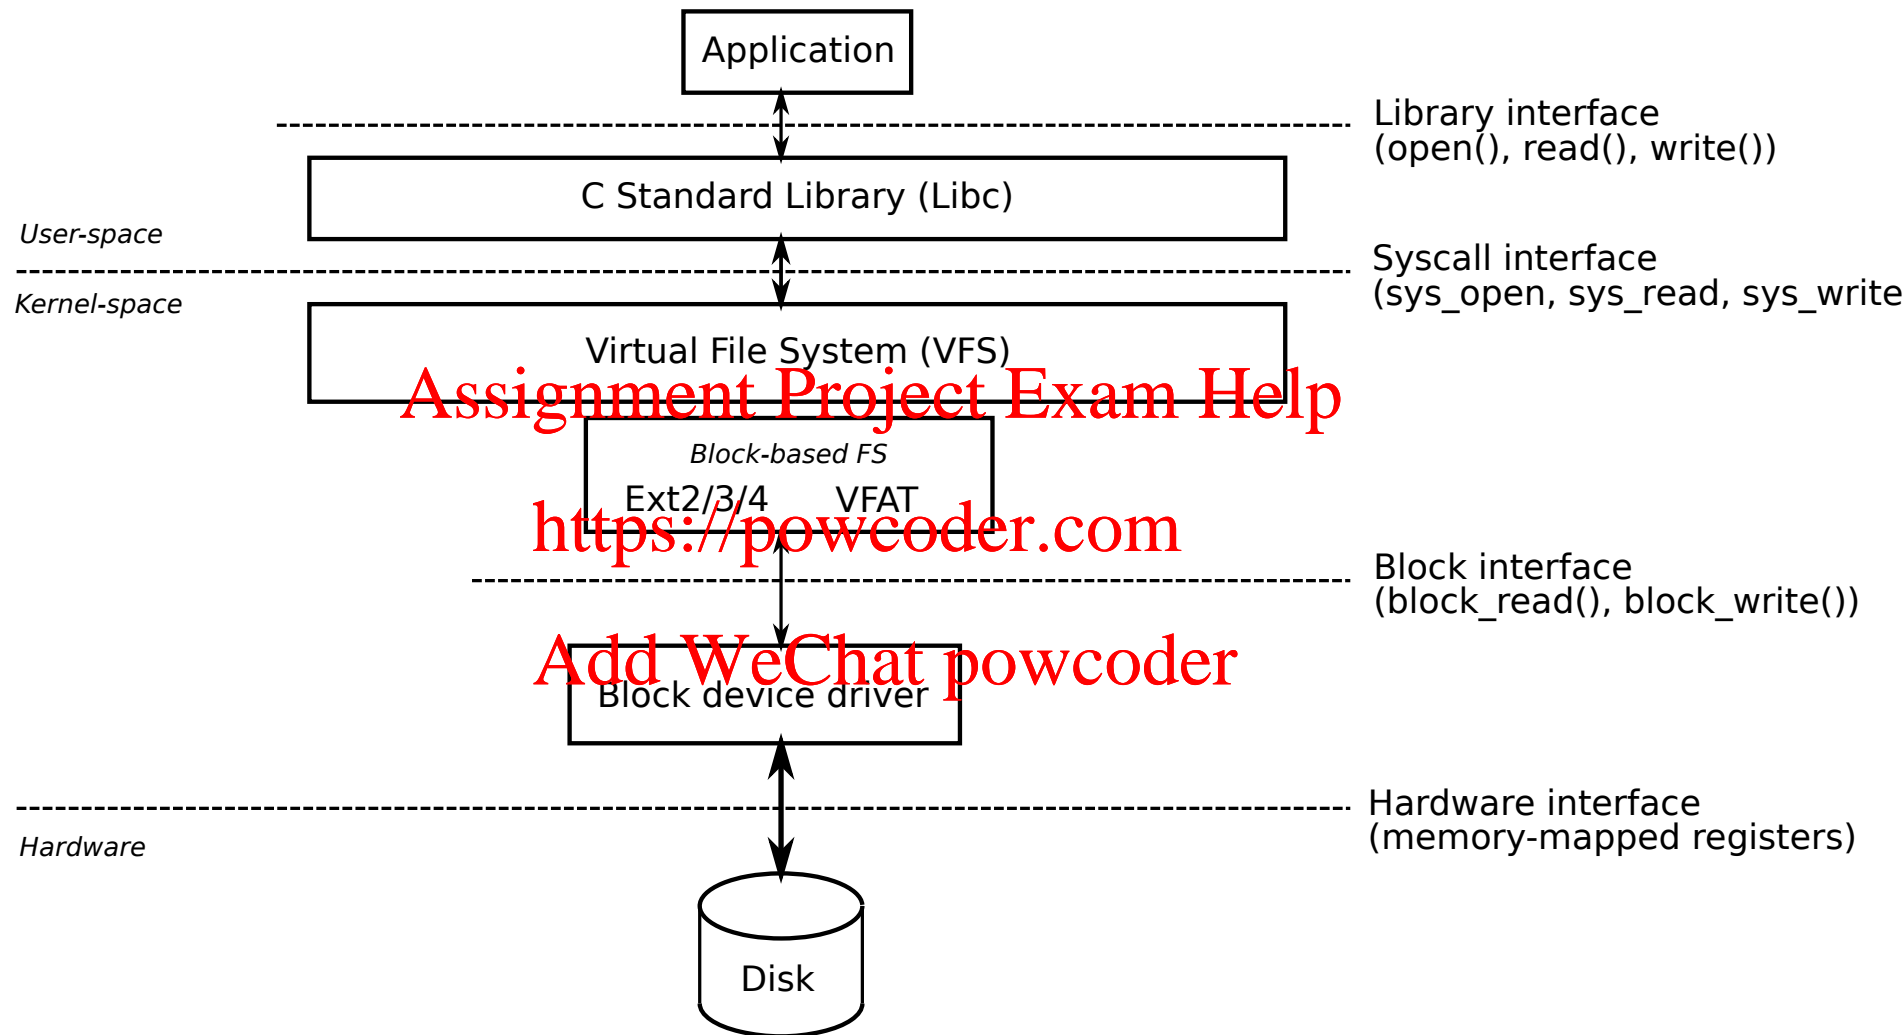 Application
Library interface
(open(), read(), write())
C Standard Library (Libc)
User-space
Syscall interface
(sys_open, sys_read, sys_write
Kernel-space
Virtual File System (VFS)
Assignment Project Exam Help
Block-based FS
Ext2/3/4 VFAT
https://powcoder.com
Block interface
(block_read(), block_write())
Add WeChat powcoder
Block device driver
Hardware interface
(memory-mapped registers)
Hardware
Disk